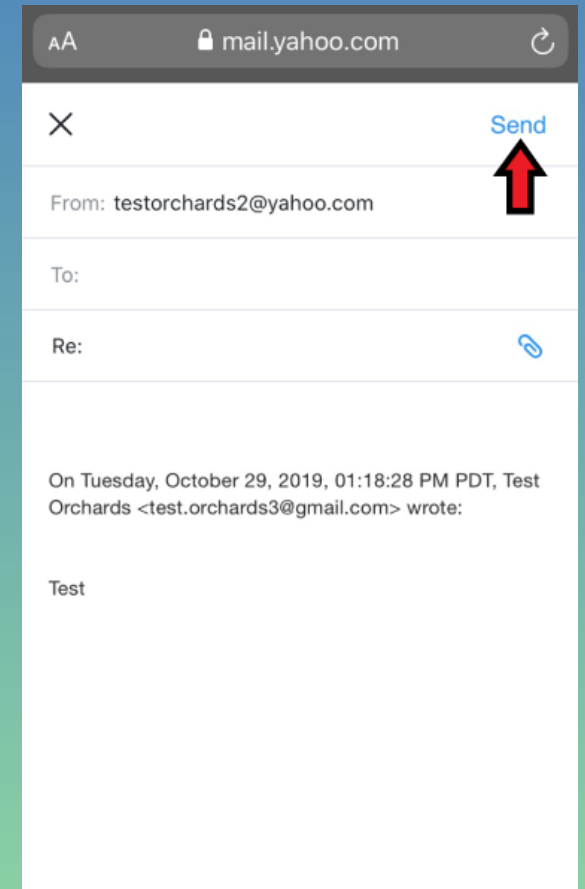 AA mail.yahoo.com
Send
From: testorchards2@yahoo.com
To:
Re:
On Tuesday, October 29, 2019, 01:18:28 PM PDT, Test
Orchards <test.orchards3@gmail.com> wrote:
Test